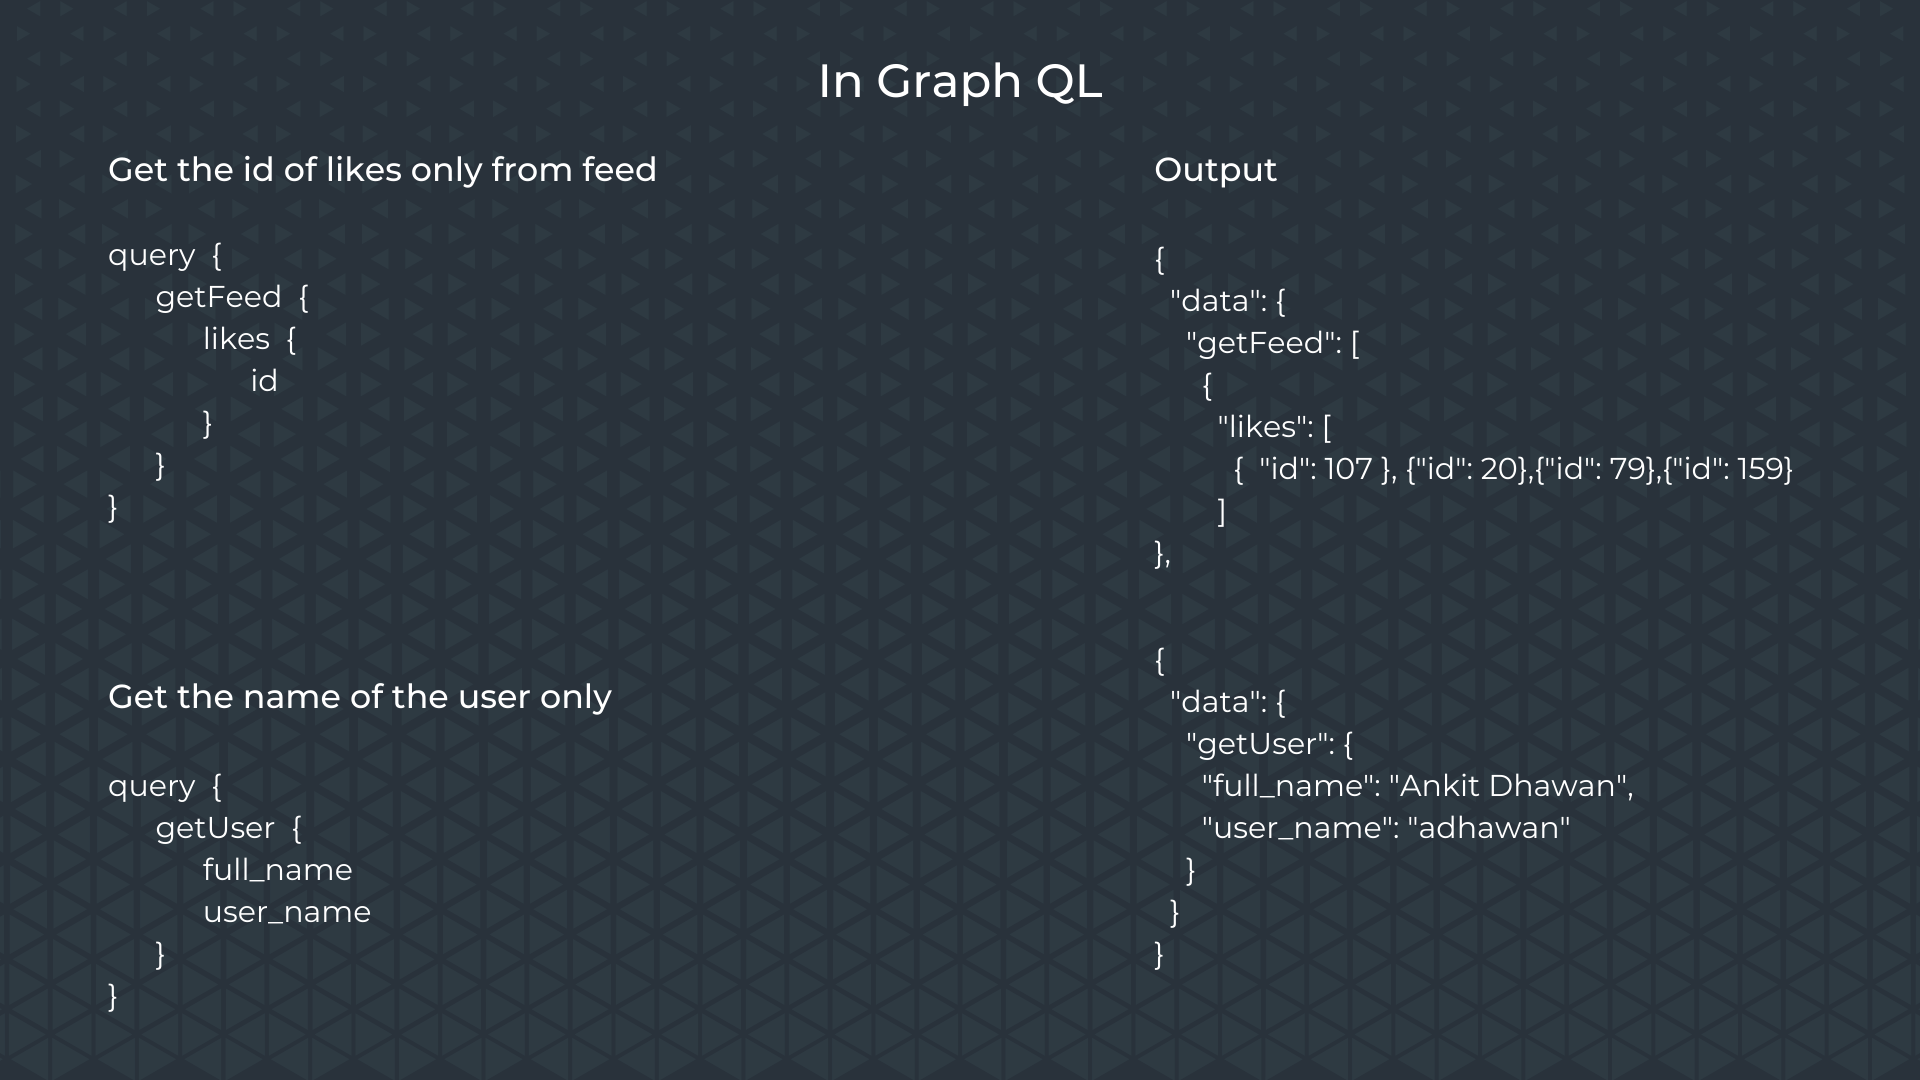 In Graph QL
Get the id of likes only from feed
query  {
      getFeed  {
            likes  {
                  id
            }
      }
}
Get the name of the user only
query  {
      getUser  {
            full_name
            user_name
      }
}
Output
{
  "data": {
    "getFeed": [
      {
        "likes": [
          {  "id": 107 }, {"id": 20},{"id": 79},{"id": 159}
        ]
},
{
  "data": {
    "getUser": {
      "full_name": "Ankit Dhawan",
      "user_name": "adhawan"
    }
  }
}